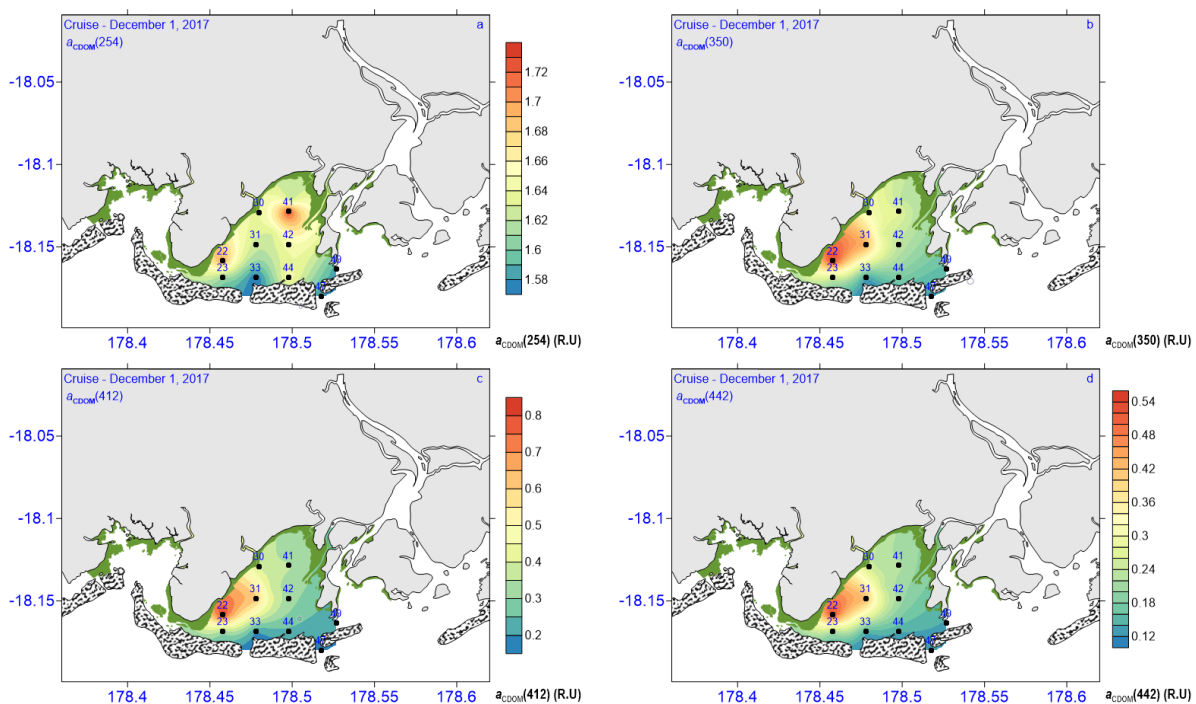 Cruise - December 1, 2017 a
aCDOM(254)
-18.05
-18.1
-18.15
30 41
31 42
22
23 33 44 49
178.4 178.45 178.5 178.55 178.6
1.72
1.7
1.68
1.66
1.64
1.62
1.6
1.58
aCDOM(254) (R.U)
Cruise - December 1, 2017 b
aCDOM(350)
-18.05
-18.1
-18.15
30 41
31 42
22
23 33 44 49
178.4 178.45 178.5 178.55 178.6
aCDOM(350) (R.U)
Cruise - December 1, 2017 c
aCDOM(412)
-18.05
-18.1
-18.15
30 41
31 42
22
23 33 44 49
178.4 178.45 178.5 178.55 178.6
0.8
0.7
0.6
0.5
0.4
0.3
0.2
aCDOM(412) (R.U)
Cruise - December 1, 2017 d
aCDOM(442)
-18.05
-18.1
-18.15
30 41
31 42
22
23 33 44 49
178.4 178.45 178.5 178.55 178.6
0.54
0.48
0.42
0.36
0.3
0.24
0.18
0.12
aCDOM(442) (R.U)